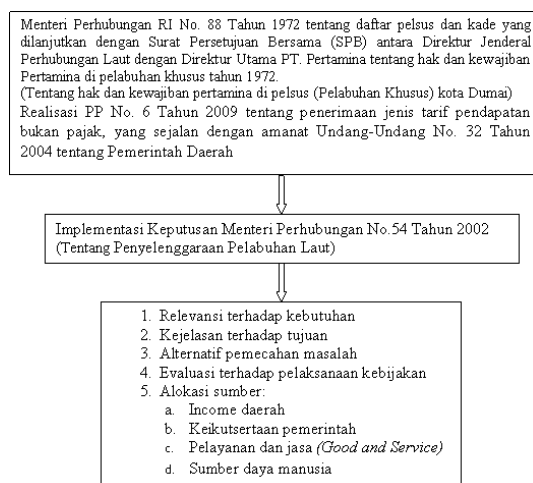 Menteri Perhubungan RI No. 88 Tahun 1972 tentang daftar pelsus dan kade yang
dilanjutkan dengan Surat Persetujuan Bersama (SPB) antara Direktur Jenderal
Perhubungan Laut dengan Direktur Utama PT. Pertamina tentang hak dan kewajiban
Pertamina di pelabuhan khusus tahun 1972.
(Tentang hak dan kewajiban pertamina di pelsus (Pelabuhan Khusus) kota Dumai)
Realisasi PP No. 6 Tahun 2009 tentang penerimaan jenis tarif pendapatan
bukan pajak, yang sejalan dengan amanat Undang-Undang No. 32 Tahun
2004 tentang Pemerintah Daerah
Implementasi Keputusan Menteri Perhubungan No.54 Tahun 2002
(Tentang Penyelenggaraan Pelabuhan Laut)
1. Relevansi terhadap kebutuhan
2. Kejelasan terhadap tujuan
3. Alternatif pemecahan masalah
4. Evaluasi terhadap pelaksanaan kebijakan
5. Alokasi sumber:
a. Income daerah
b. Keikutsertaan pemerintah
c. Pelayanan dan jasa (Good and Service)
d. Sumber daya manusia